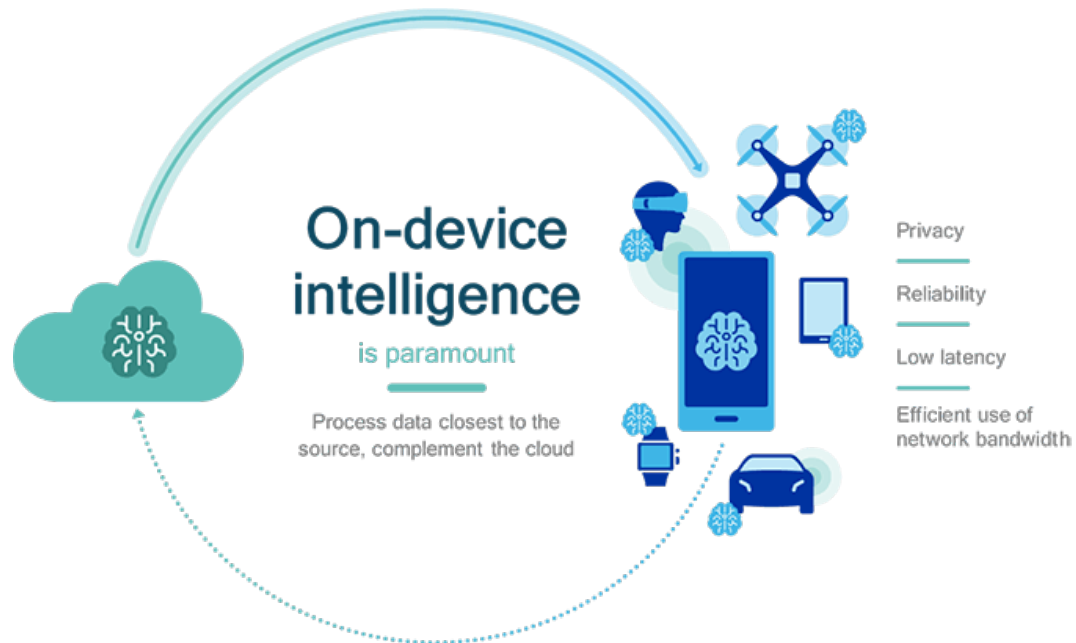 On-device
intelligence
is paramount
Process data closest to the
source, complement the cloud
Privacy
Reliability
Low latency
Efficient use of
network bandwidth